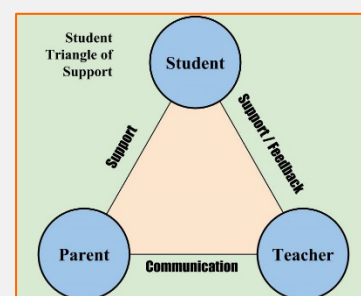 Student
Triangle of
Support
Student
Support
Support / Feedback
Parent
Communication
Teacher